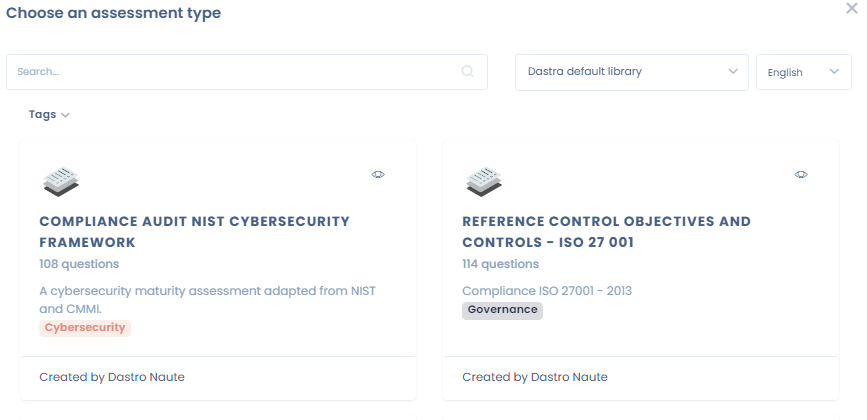 Choose an assessment type
Search...
Dastra default library
English
Tags
COMPLIANCE AUDIT NIST CYBERSECURITY
FRAMEWORK
108 questions
A cybersecurity maturity assessment adapted from NIST
and CMMI.
Cybersecurity
Created by Dastro Naute
REFERENCE CONTROL OBJECTIVES AND
CONTROLS - ISO 27 001
114 questions
Compliance ISO 27001 - 2013
Governance
Created by Dastro Naute